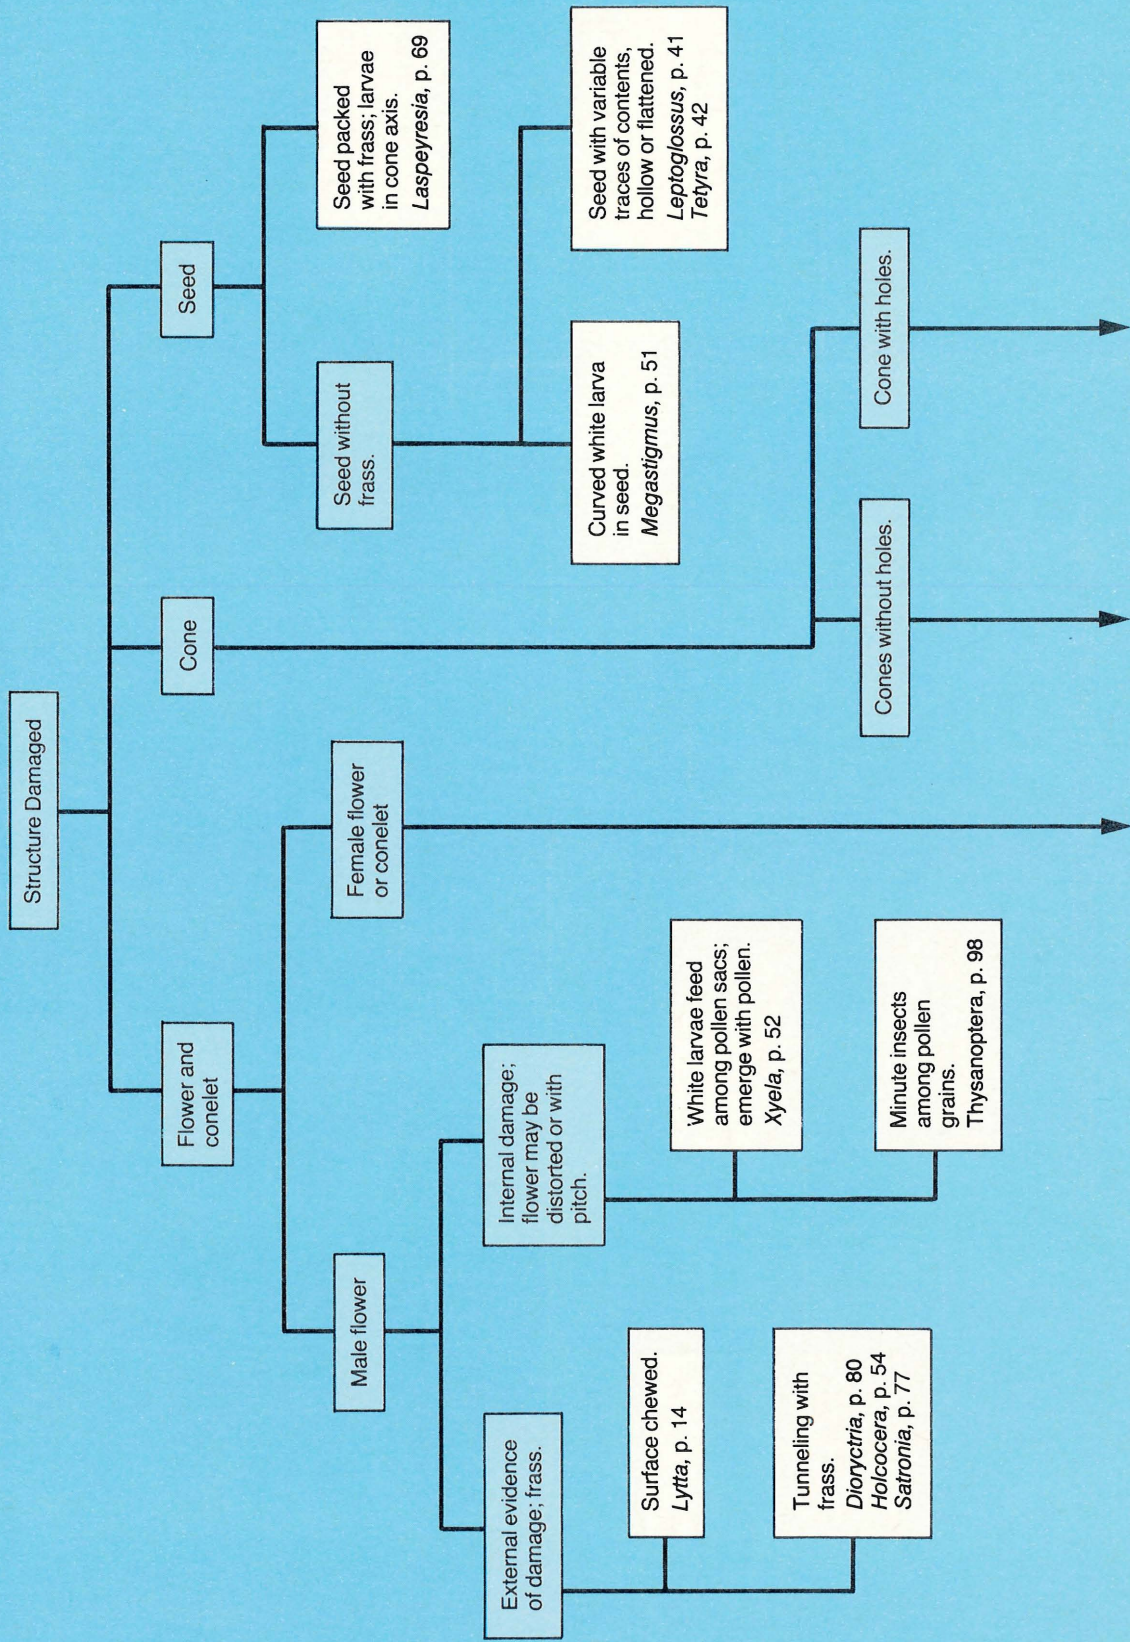 Structure Damaged
Flower and
conelet
Cone
Seed
Male flower
Female flower
or conelet
Seed without
frass.
Seed packed
with frass; larvae
in cone axis.
Laspeyresia, p. 69
External evidence
of damage; frass.
Internal damage;
flower may be
distorted or with
pitch.
Curved white larva
in seed.
Megastigmus, p. 51
Seed with variable
traces of contents,
hollow or flattened.
Leptoglossus, p. 41
Tetyra, p. 42
Surface chewed.
Lytta, p. 14
White larvae feed
among pollen sacs;
emerge with pollen.
Xyela, p. 52
Tunneling with
frass.
Dioryctria, p. 80
Holcocera, p. 54
Satronia, p. 77
Minute insects
among pollen
grains.
Thysanoptera, p. 98
Cones without holes.
Cone with holes.